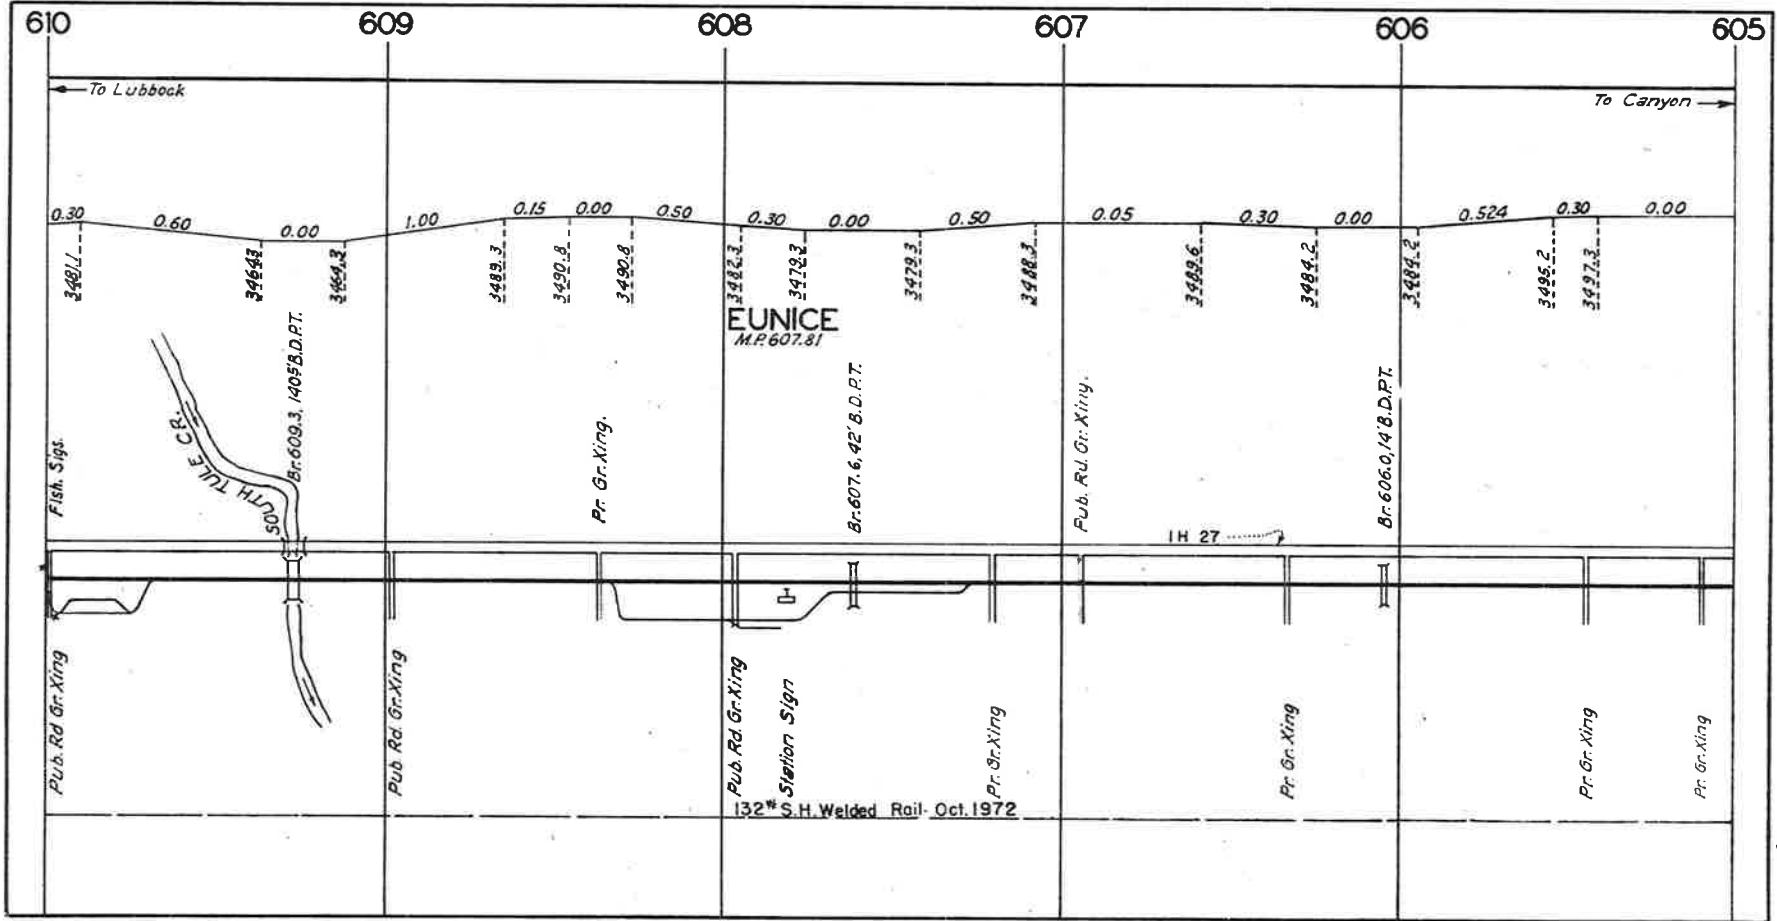 610 609 608 607 606 605
To Lubbock
To Canyon
0.30 0.60 0.00 1.00 0.15 0.00 0.50 0.30 0.00 0.50 0.05 0.30 0.00 0.524 0.30 0.00
3481.1 3464.3 3464.3 3489.3 3490.8 3490.8 3482.3 3479.3 3479.3 3488.3 3489.6 3484.2 3484.2 3495.2 3497.3
EUNICE
M.P. 607.81
Fish. Sigs.
SOUTH TULE CR.
Br. 609.3, 140' B.D.P.T.
Pr. Gr. Xing.
Br. 607.6, 42' B.D.P.T.
Pub. Rd. Gr. Xing.
IH 27
Br. 606.0, 14' B.D.P.T.
Pub. Rd Gr. Xing
Pub. Rd. Gr. Xing
Pub. Rd. Gr. Xing
Station Sign
Pr. Gr. Xing
Pr. Gr. Xing
Pr. Gr. Xing
Pr. Gr. Xing
132# S.H. Welded Rail - Oct. 1972